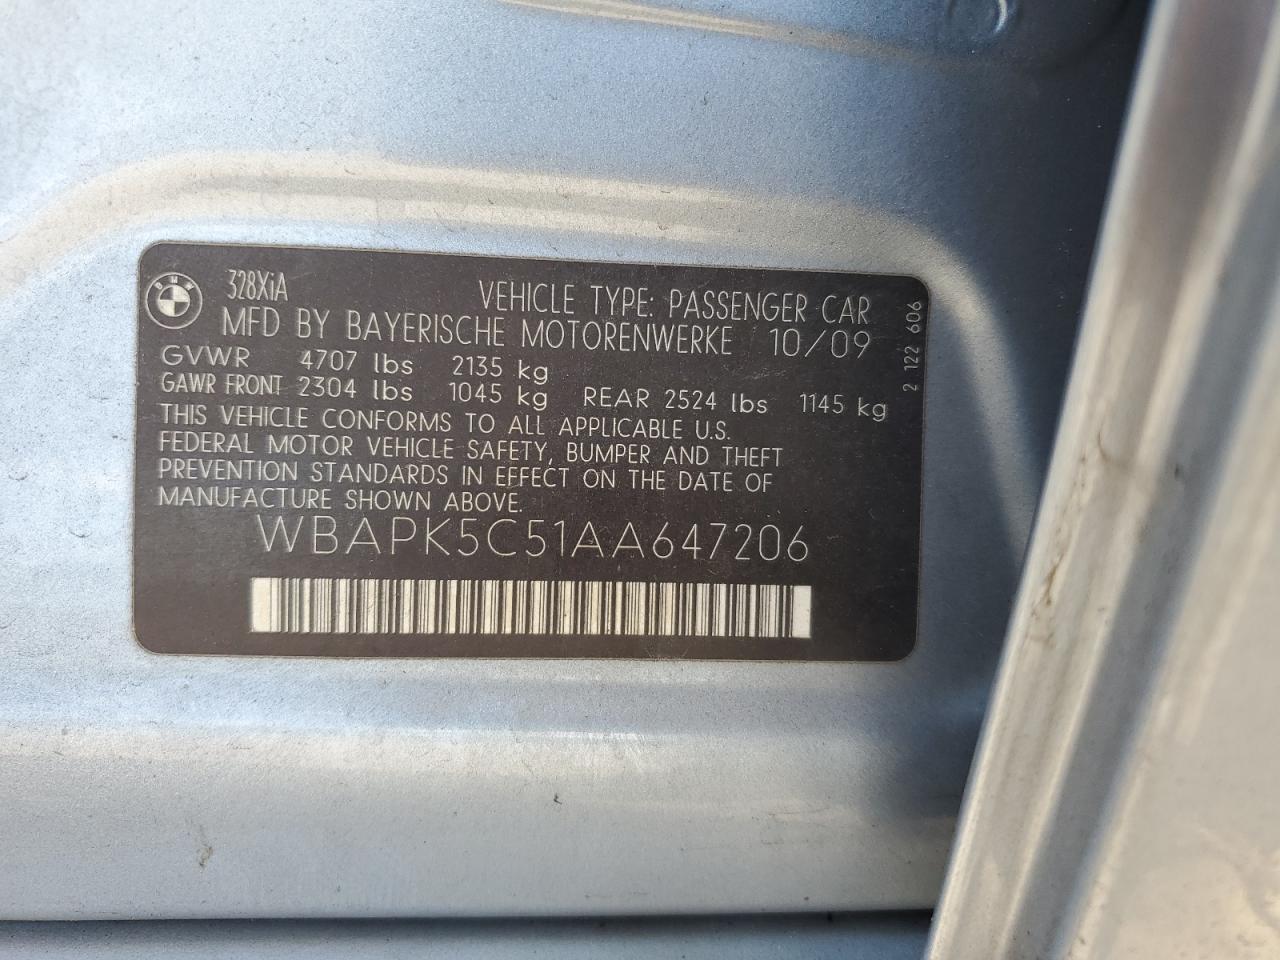 BMW
328XiA
VEHICLE TYPE: PASSENGER CAR
MFD BY BAYERISCHE MOTORENWERKE 10/09
GVWR 4707 lbs 2135 kg
GAWR FRONT 2304 lbs 1045 kg REAR 2524 lbs 1145 kg
THIS VEHICLE CONFORMS TO ALL APPLICABLE U.S.
FEDERAL MOTOR VEHICLE SAFETY, BUMPER AND THEFT
PREVENTION STANDARDS IN EFFECT ON THE DATE OF
MANUFACTURE SHOWN ABOVE.
WBAPK5C51AA647206
2 122 606